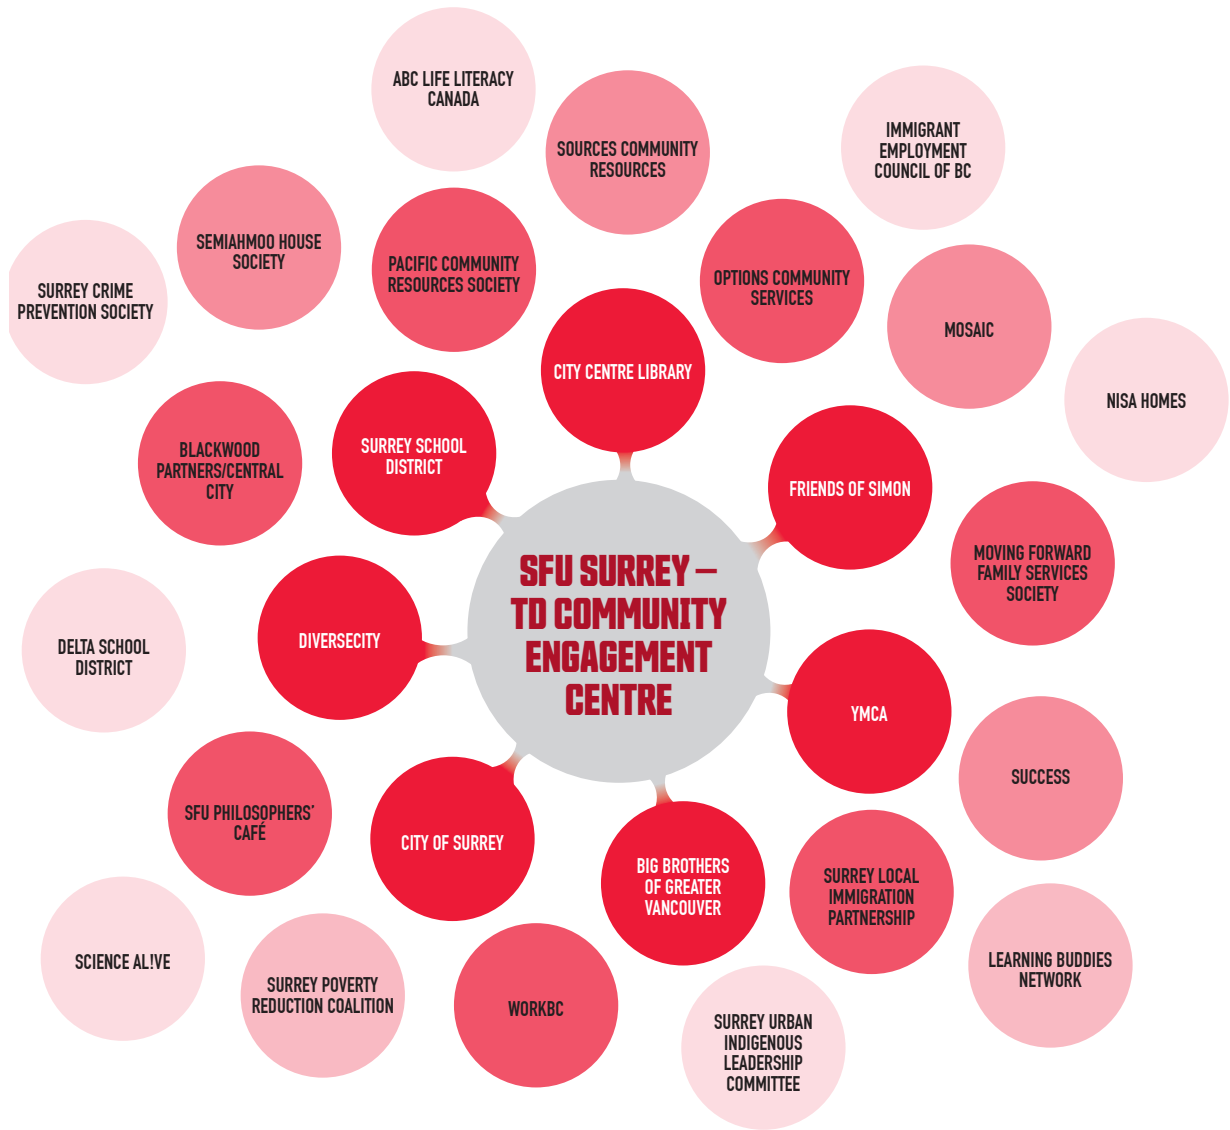 ABC LIFE LITERACY
CANADA
SOURCES COMMUNITY
RESOURCES
IMMIGRANT
EMPLOYMENT
COUNCIL OF BC
SEMIAHMOO HOUSE
SOCIETY
PACIFIC COMMUNITY
RESOURCES SOCIETY
OPTIONS COMMUNITY
SERVICES
SURREY CRIME
PREVENTION SOCIETY
MOSAIC
CITY CENTRE LIBRARY
NISA HOMES
SURREY SCHOOL
DISTRICT
BLACKWOOD
PARTNERS/CENTRAL
CITY
FRIENDS OF SIMON
MOVING FORWARD
FAMILY SERVICES
SOCIETY
SFU SURREY –
TD COMMUNITY
ENGAGEMENT
CENTRE
DIVERSECITY
DELTA SCHOOL
DISTRICT
YMCA
SUCCESS
SFU PHILOSOPHERS'
CAFÉ
CITY OF SURREY
BIG BROTHERS
OF GREATER
VANCOUVER
SURREY LOCAL
IMMIGRATION
PARTNERSHIP
SCIENCE AL!VE
LEARNING BUDDIES
NETWORK
SURREY POVERTY
REDUCTION COALITION
WORKBC
SURREY URBAN
INDIGENOUS
LEADERSHIP
COMMITTEE